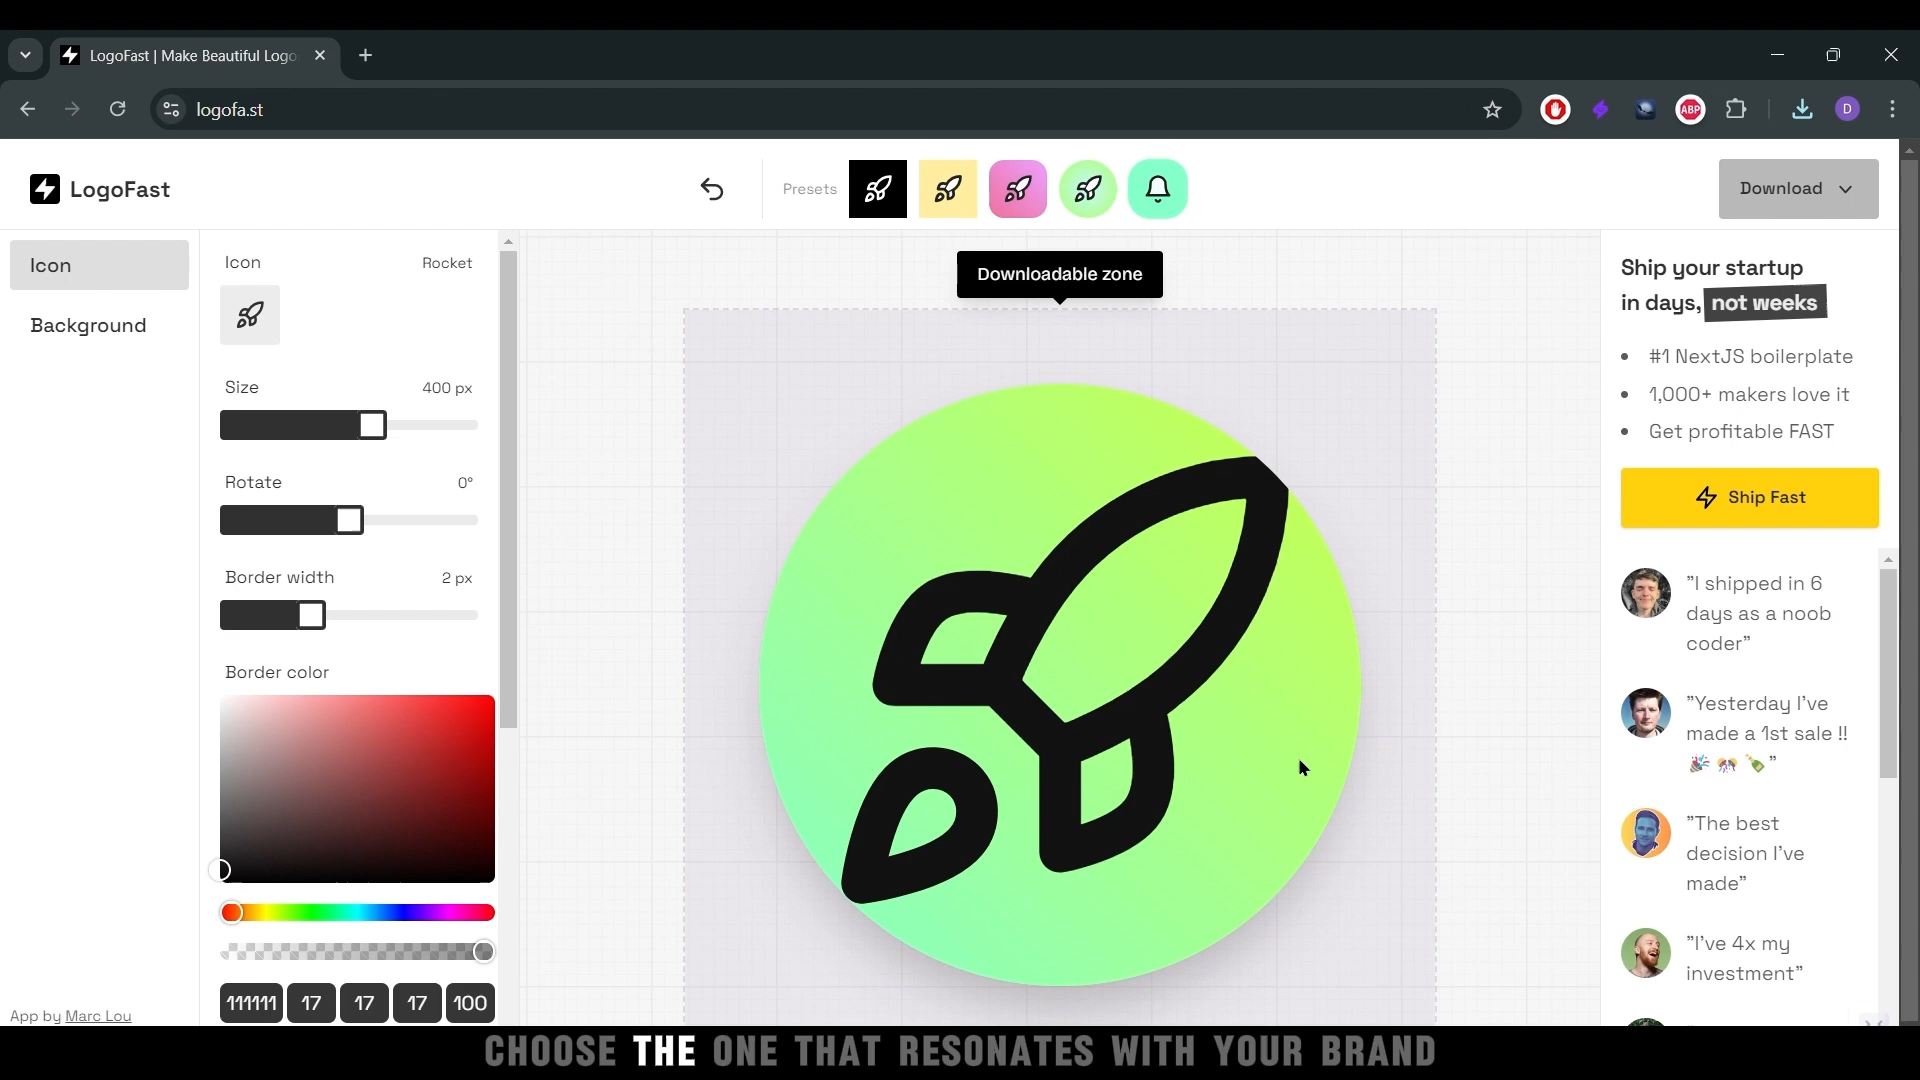 LogoFast | Make Beautiful Logo
logofa.st
ABP
D
LogoFast
Presets
Download
Icon
Background
Icon
Rocket
Size
400 px
Rotate
0°
Border width
2 px
Border color
111111
17
17
17
100
App by Marc Lou
Downloadable zone
Ship your startup
in days, not weeks
#1 NextJS boilerplate
1,000+ makers love it
Get profitable FAST
Ship Fast
"I shipped in 6
days as a noob
coder"
"Yesterday I've
made a 1st sale !!
🎉 🎊 🍾"
"The best
decision I've
made"
"I've 4x my
investment"
CHOOSE THE ONE THAT RESONATES WITH YOUR BRAND